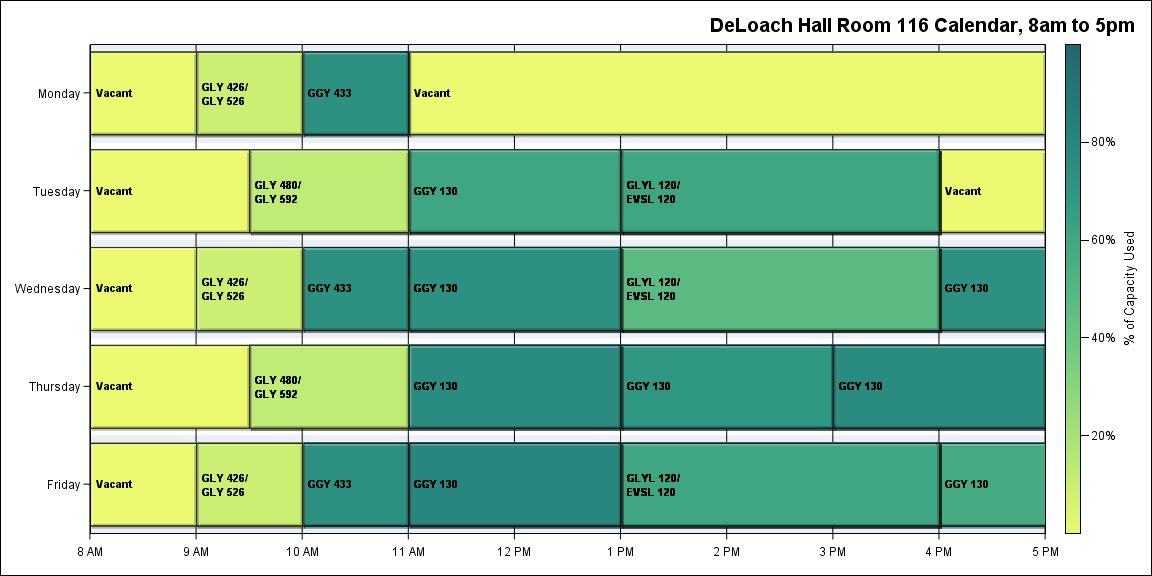 DeLoach Hall Room 116 Calendar, 8am to 5pm
Monday
Vacant
GLY 426/
GLY 526
GGY 433
Vacant
Tuesday
Vacant
GLY 480/
GLY 592
GGY 130
GLYL 120/
EVSL 120
Vacant
Wednesday
Vacant
GLY 426/
GLY 526
GGY 433
GGY 130
GLYL 120/
EVSL 120
GGY 130
Thursday
Vacant
GLY 480/
GLY 592
GGY 130
GGY 130
GGY 130
Friday
Vacant
GLY 426/
GLY 526
GGY 433
GGY 130
GLYL 120/
EVSL 120
GGY 130
8 AM
9 AM
10 AM
11 AM
12 PM
1 PM
2 PM
3 PM
4 PM
5 PM
80%
60%
40%
20%
% of Capacity Used